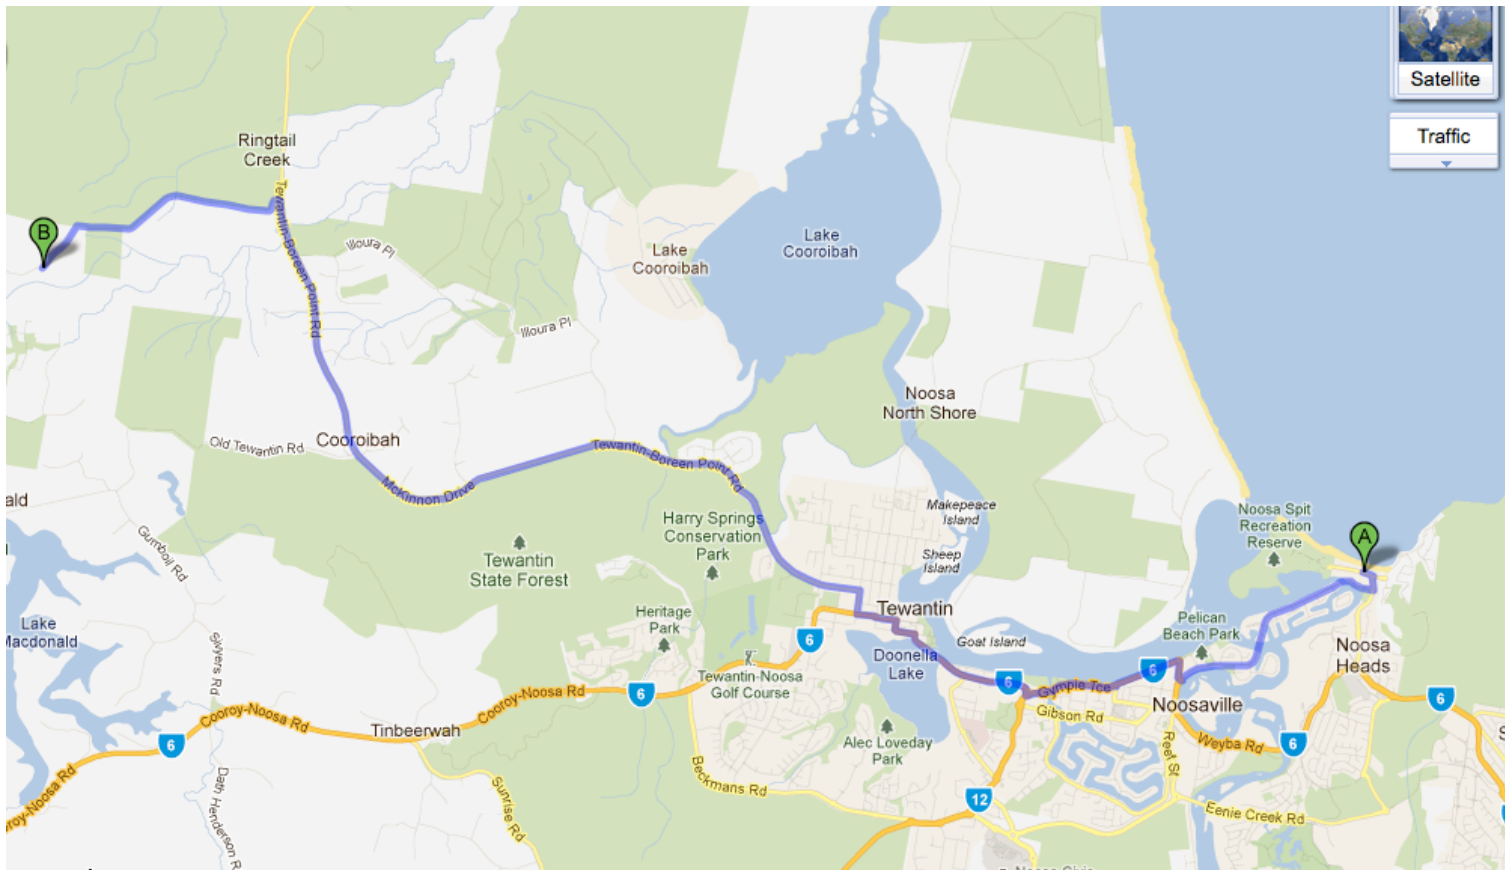 Satellite
Traffic
Ringtail
Creek
B
Tewantin-Boreen Point Rd
Illoura Pl
Lake
Cooroibah
Lake
Cooroibah
Illoura Pl
Noosa
North Shore
Old Tewantin Rd
Cooroibah
Tewantin-Boreen Point Rd
McKinnon Drive
ald
Makepeace
Island
Noosa Spit
Recreation
Reserve
A
Harry Springs
Conservation
Park
Gumboil Rd
Tewantin
State Forest
Sheep
Island
Heritage
Park
Tewantin
Pelican
Beach Park
Lake
Macdonald
6
Goat Island
Noosa
Heads
Swyers Rd
Doonella
Lake
Tewantin-Noosa
Golf Course
6
6
6
6
Gympie Tce
Cooroy-Noosa Rd
Noosaville
Gibson Rd
Cooroy-Noosa Rd
Tinbeerwah
6
Alec Loveday
Park
Weyba Rd
6
Reef St
Beckmans Rd
Dath Henderson R
Sunrise Rd
roy-Noosa Rd
12
Eenie Creek Rd